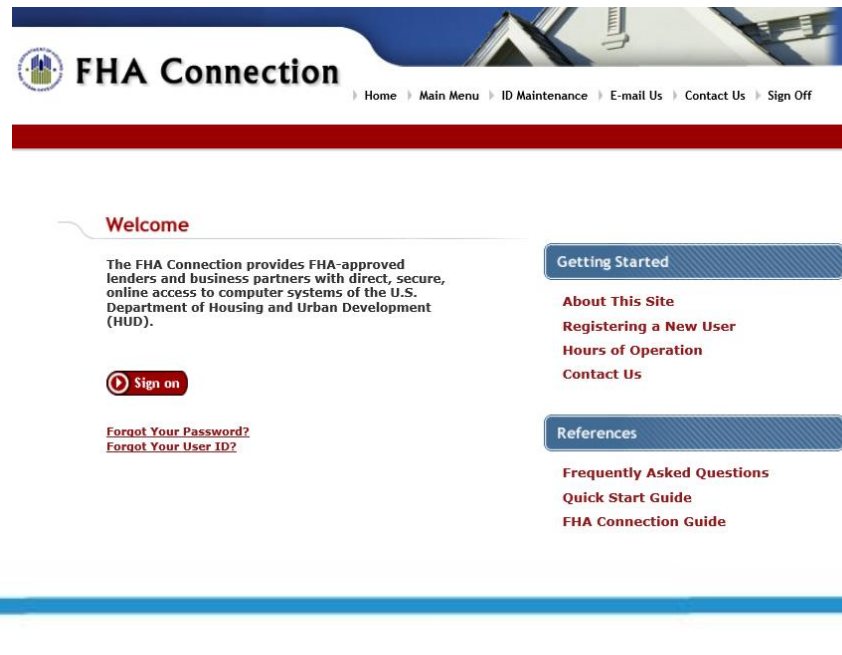 FHA Connection
Home Main Menu ID Maintenance E-mail Us Contact Us Sign Off
Welcome
The FHA Connection provides FHA-approved
lenders and business partners with direct, secure,
online access to computer systems of the U.S.
Department of Housing and Urban Development
(HUD).
Sign on
Forgot Your Password?
Forgot Your User ID?
Getting Started
About This Site
Registering a New User
Hours of Operation
Contact Us
References
Frequently Asked Questions
Quick Start Guide
FHA Connection Guide